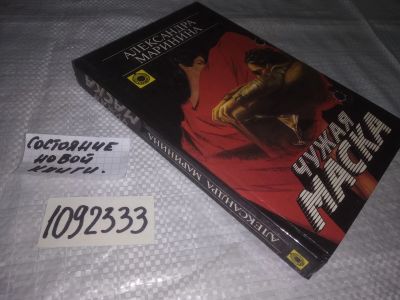 АЛЕКСАНДРА
МАРИНИНА
ЧУЖАЯ
МАСКА
МАСКА
АЛЕКСАНДРА МАРИНИНА
СОСТОЯНИЕ
НОВОЙ
КНИГИ.
1092333